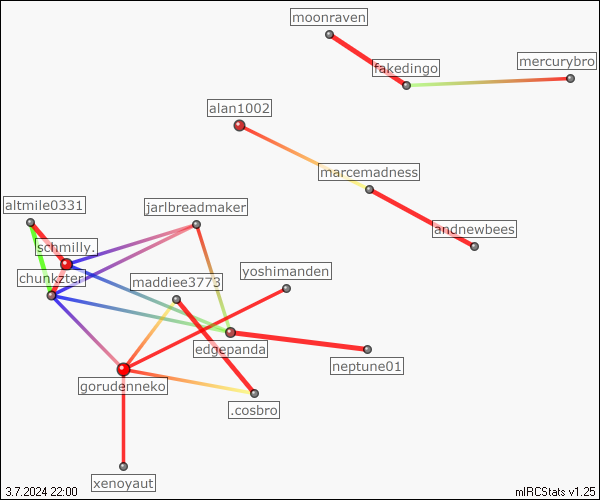 moonraven
fakedingo
mercurybro
alan1002
marcemadness
altmile0331
jarlbreadmaker
andnewbees
schmilly.
yoshimanden
chunkzter
maddiee3773
edgepanda
neptune01
gorudenneko
.cosbro
xenoyaut
3.7.2024 22:00
mIRCStats v1.25